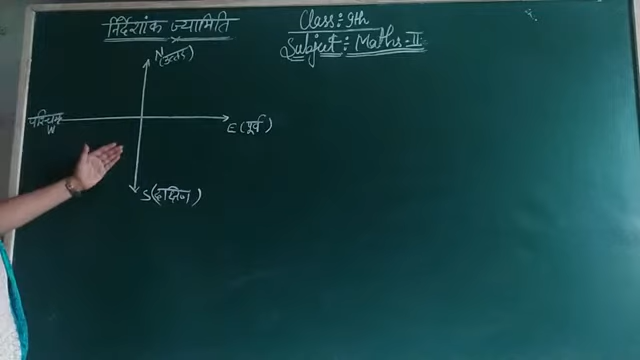 निर्देशांक ज्यामिति
Class: 9th
Subject: Maths-II
N
(उत्तर)
पश्चिम
W
E (पूर्व)
S (दक्षिण)